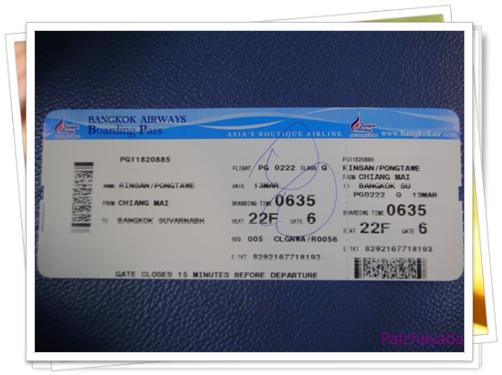 BANGKOK AIRWAYS
Boarding Pass
ASIA'S BOUTIQUE AIRLINE
www.bangkokair.com
PG11820885
FLIGHT PG 0222 CLASS Q
NAME RINSAN/PONGTAWE
DATE 13MAR
BOARDING TIME 0635
FROM CHIANG MAI
SEAT 22F GATE 6
TO BANGKOK SUVARNABH
SEQ 005 CLGNWA/R0056
E.TKT 8292167718193
GATE CLOSES 15 MINUTES BEFORE DEPARTURE
PG11820885
RINSAN/PONGTAWE
FROM CHIANG MAI
TO BANGKOK SU
PG0222 Q 13MAR
BOARDING TIME 0635
SEAT 22F GATE 6
E.TKT 8292167718193